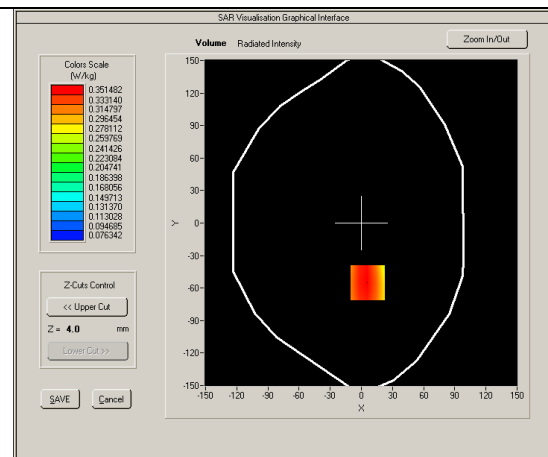 SAR Visualisation Graphical Interface
Volume Radiated Intensity
Zoom In/Out
Colors Scale
(W/kg)
0.351482
0.333140
0.314797
0.296454
0.278112
0.259769
0.241426
0.223084
0.204741
0.186398
0.168056
0.149713
0.131370
0.113028
0.094685
0.076342
Z-Cuts Control
<< Upper Cut
Z = 4.0 mm
Lower Cut >>
SAVE Cancel
150
120
90
60
30
0
-30
-60
-90
-120
-150
Y
-150 -120 -90 -60 -30 0 30 60 90 120 150
X